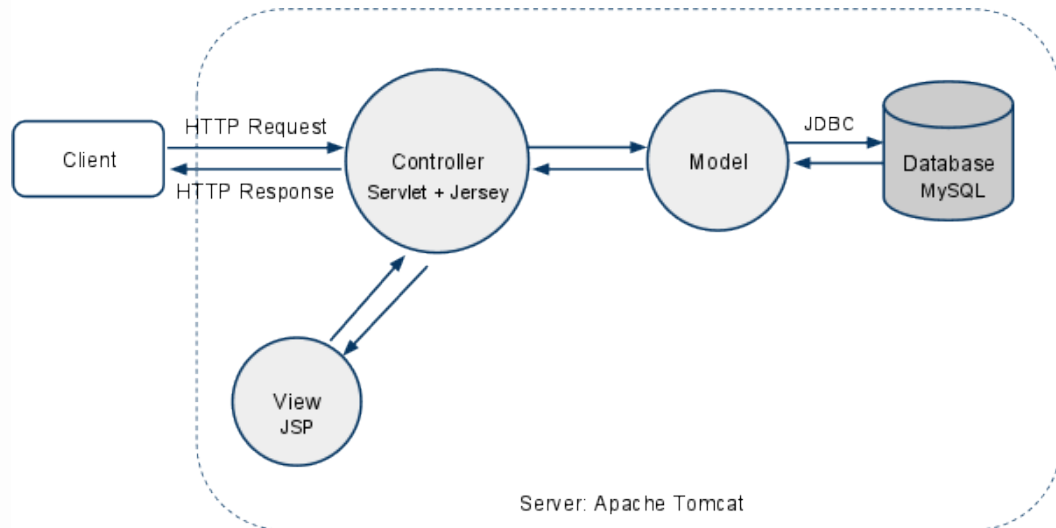 HTTP Request
Client
HTTP Response
Controller
Servlet + Jersey
Model
JDBC
Database
MySQL
View
JSP
Server: Apache Tomcat